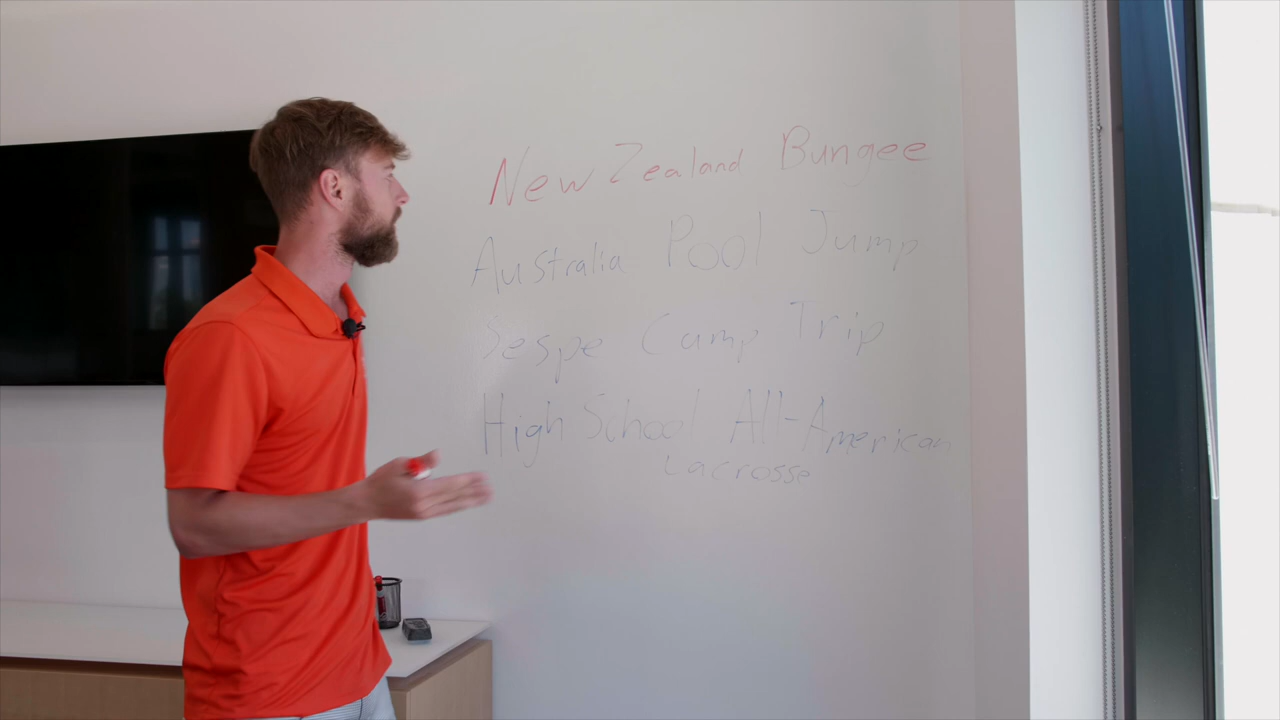 New Zealand Bungee
Australia Pool Jump
Sespe Camp Trip
High School All-American
Lacrosse